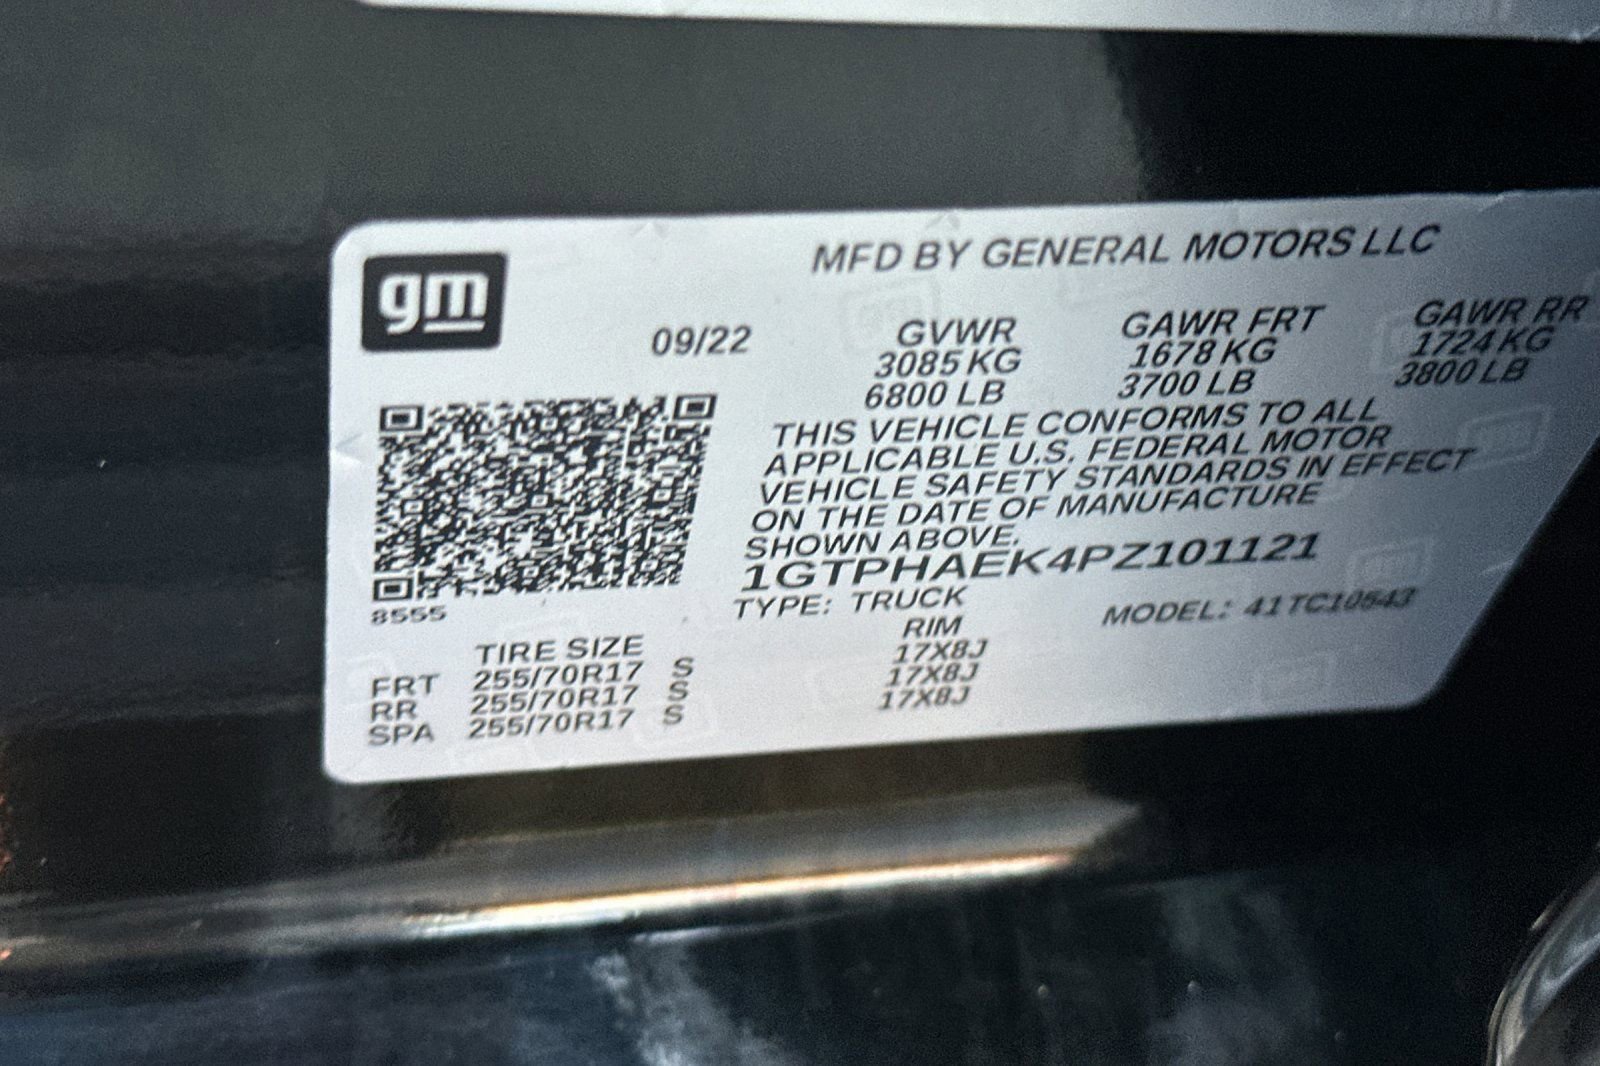 gm
MFD BY GENERAL MOTORS LLC
09/22
GVWR GAWR FRT GAWR RR
3085 KG 1678 KG 1724 KG
6800 LB 3700 LB 3800 LB
THIS VEHICLE CONFORMS TO ALL
APPLICABLE U.S. FEDERAL MOTOR
VEHICLE SAFETY STANDARDS IN EFFECT
ON THE DATE OF MANUFACTURE
SHOWN ABOVE.
1GTPHAEK4PZ101121
TYPE: TRUCK MODEL: 41TC10543
8555
TIRE SIZE RIM
FRT 255/70R17 S 17X8J
RR 255/70R17 S 17X8J
SPA 255/70R17 S 17X8J